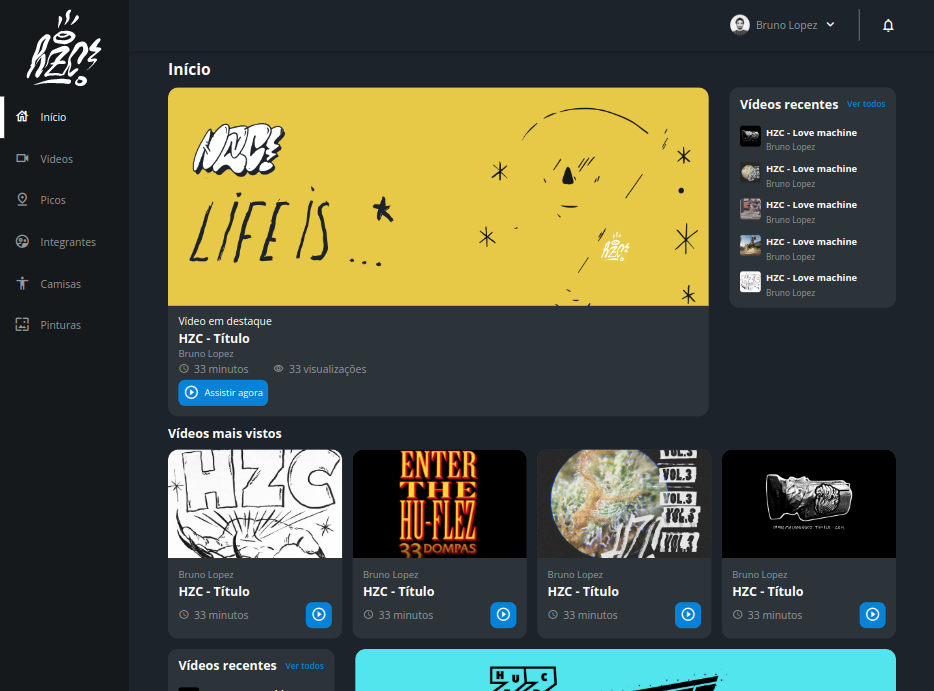 HZC!
Bruno Lopez
Início
Início
Vídeos
Picos
Integrantes
Camisas
Pinturas
HZC!
LIFE IS ...
HZC!
Vídeo em destaque
HZC - Título
Bruno Lopez
33 minutos
33 visualizações
Assistir agora
Vídeos recentes
Ver todos
HZC - Love machine
Bruno Lopez
HZC - Love machine
Bruno Lopez
HZC - Love machine
Bruno Lopez
HZC - Love machine
Bruno Lopez
HZC - Love machine
Bruno Lopez
Vídeos mais vistos
HZC
Bruno Lopez
HZC - Título
33 minutos
ENTER
THE
HU-FLEZ
33 DOMPAS
Bruno Lopez
HZC - Título
33 minutos
VOL.3
VOL.3
VOL.3
VOL.3
Bruno Lopez
HZC - Título
33 minutos
Bruno Lopez
HZC - Título
33 minutos
Vídeos recentes
Ver todos
HUC